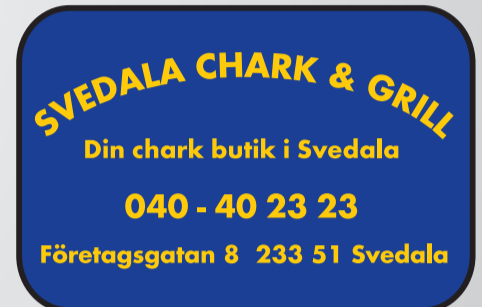 SVEDALA CHARK & GRILL
Din chark butik i Svedala
040 - 40 23 23
Företagsgatan 8 233 51 Svedala